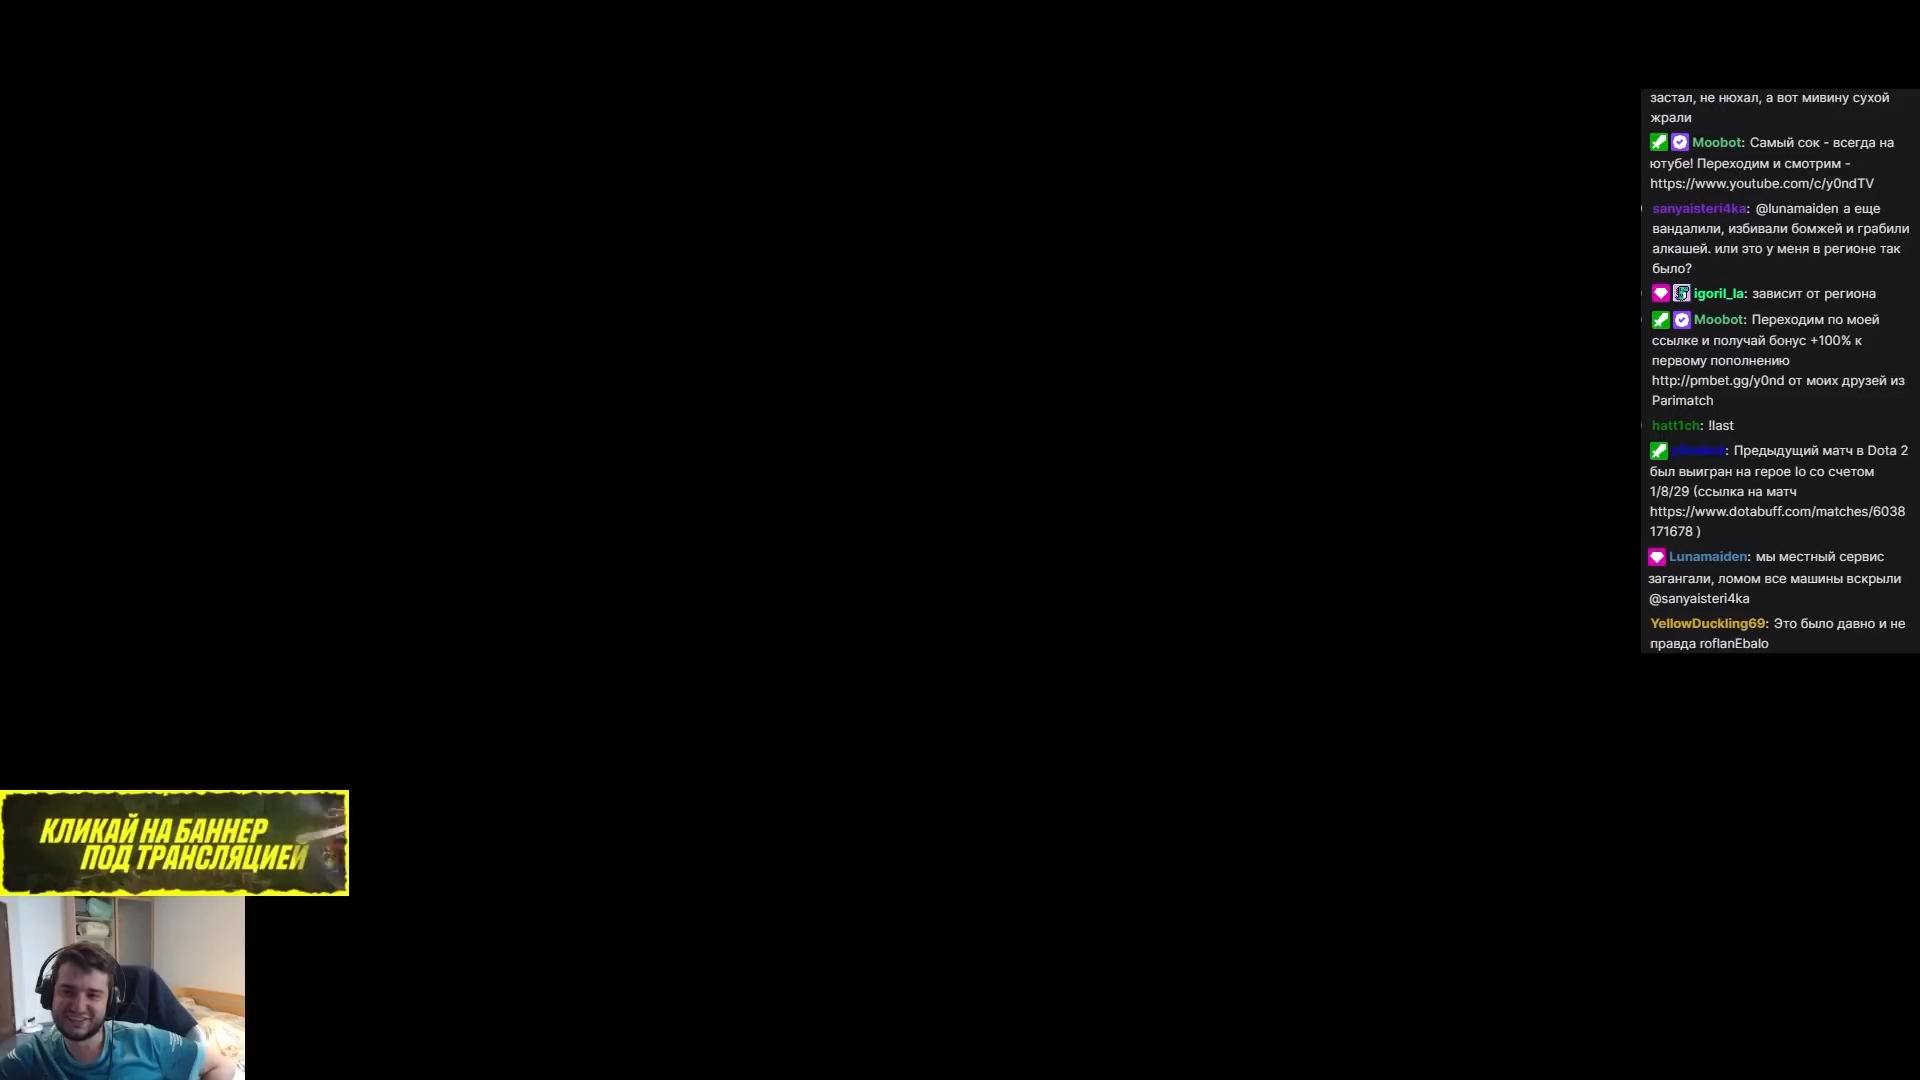 застал, не нюхал, а вот мивину сухой
жрали
Moobot: Самый сок - всегда на
ютубе! Переходим и смотрим -
https://www.youtube.com/c/y0ndTV
sanyaisteri4ka: @lunamaiden а еще
вандалили, избивали бомжей и грабили
алкашей. или это у меня в регионе так
было?
igoril_la: зависит от региона
Moobot: Переходим по моей
ссылке и получай бонус +100% к
первому пополнению
http://pmbet.gg/y0nd от моих друзей из
Parimatch
hatt1ch: !last
: Предыдущий матч в Dota 2
был выигран на герое Io со счетом
1/8/29 (ссылка на матч
https://www.dotabuff.com/matches/6038
171678 )
Lunamaiden: мы местный сервис
загангали, ломом все машины вскрыли
@sanyaisteri4ka
YellowDuckling69: Это было давно и не
правда roflanEbalo
КЛИКАЙ НА БАННЕР
ПОД ТРАНСЛЯЦИЕЙ